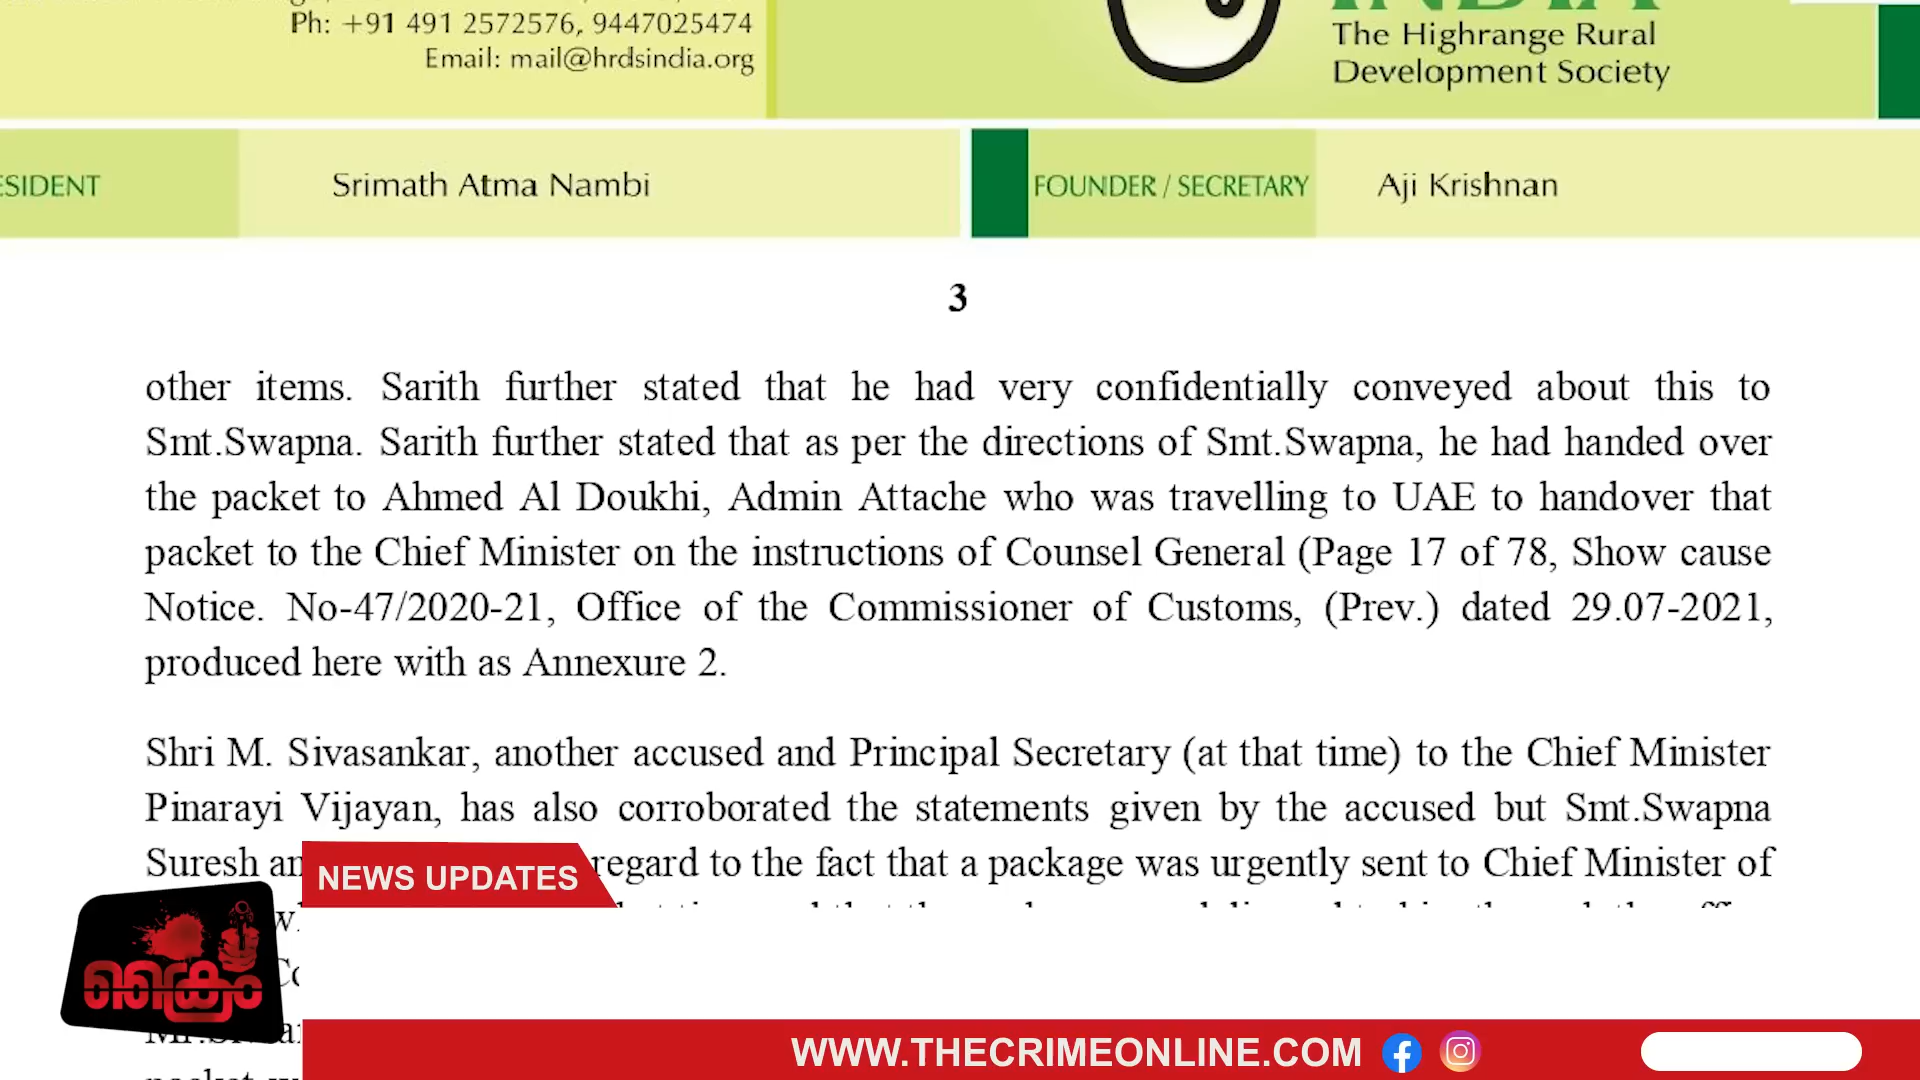 Ph: +91 491 2572576, 9447025474
Email: mail@hrdsindia.org
INDIA
The Highrange Rural
Development Society
ESIDENT
Srimath Atma Nambi
FOUNDER / SECRETARY
Aji Krishnan
3
other items. Sarith further stated that he had very confidentially conveyed about this to
Smt.Swapna. Sarith further stated that as per the directions of Smt.Swapna, he had handed over
the packet to Ahmed Al Doukhi, Admin Attache who was travelling to UAE to handover that
packet to the Chief Minister on the instructions of Counsel General (Page 17 of 78, Show cause
Notice. No-47/2020-21, Office of the Commissioner of Customs, (Prev.) dated 29.07-2021,
produced here with as Annexure 2.
Shri M. Sivasankar, another accused and Principal Secretary (at that time) to the Chief Minister
Pinarayi Vijayan, has also corroborated the statements given by the accused but Smt.Swapna
Suresh an regard to the fact that a package was urgently sent to Chief Minister of
NEWS UPDATES
ക്രൈം
WWW.THECRIMEONLINE.COM